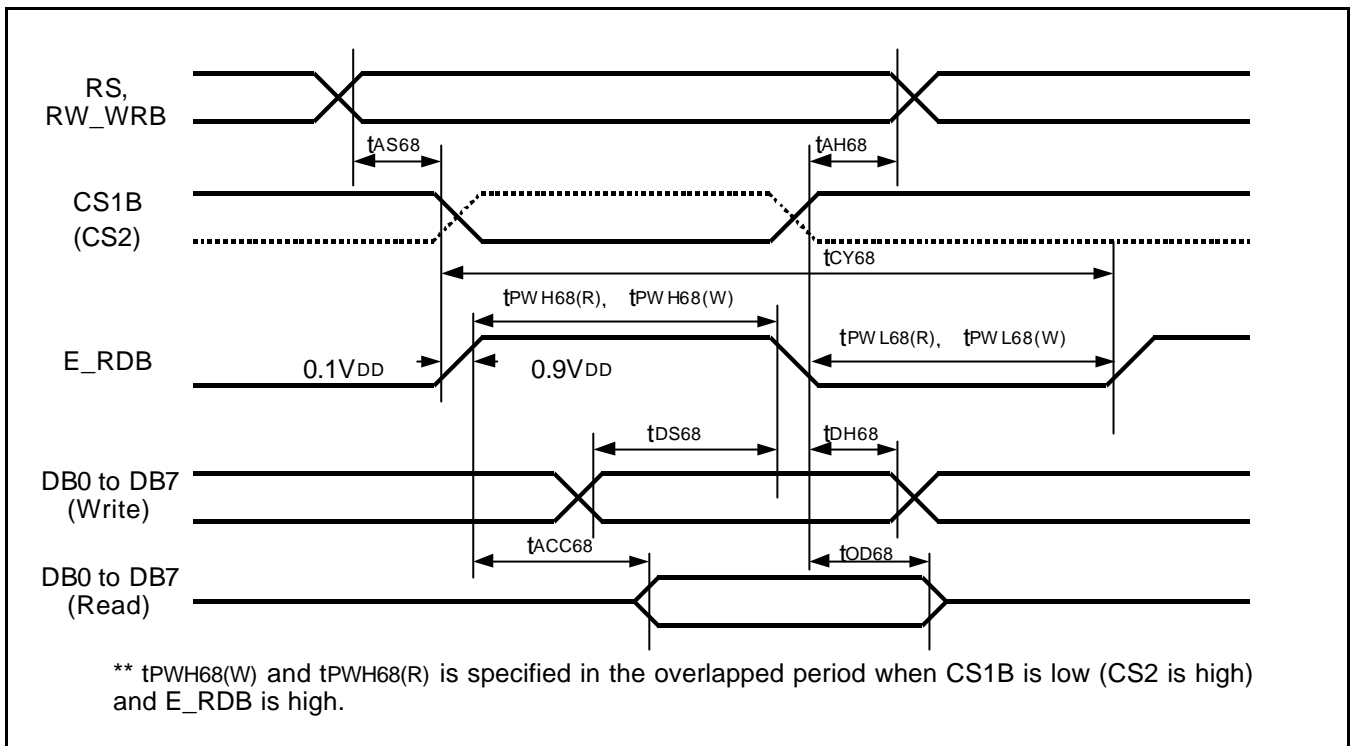 RS,
RW_WRB
tAS68
tAH68
CS1B
(CS2)
tCY68
tPWH68(R), tPWH68(W)
tPWL68(R), tPWL68(W)
E_RDB
0.1VDD
0.9VDD
tDS68
tDH68
DB0 to DB7
(Write)
tACC68
tOD68
DB0 to DB7
(Read)
** tPWH68(W) and tPWH68(R) is specified in the overlapped period when CS1B is low (CS2 is high)
and E_RDB is high.